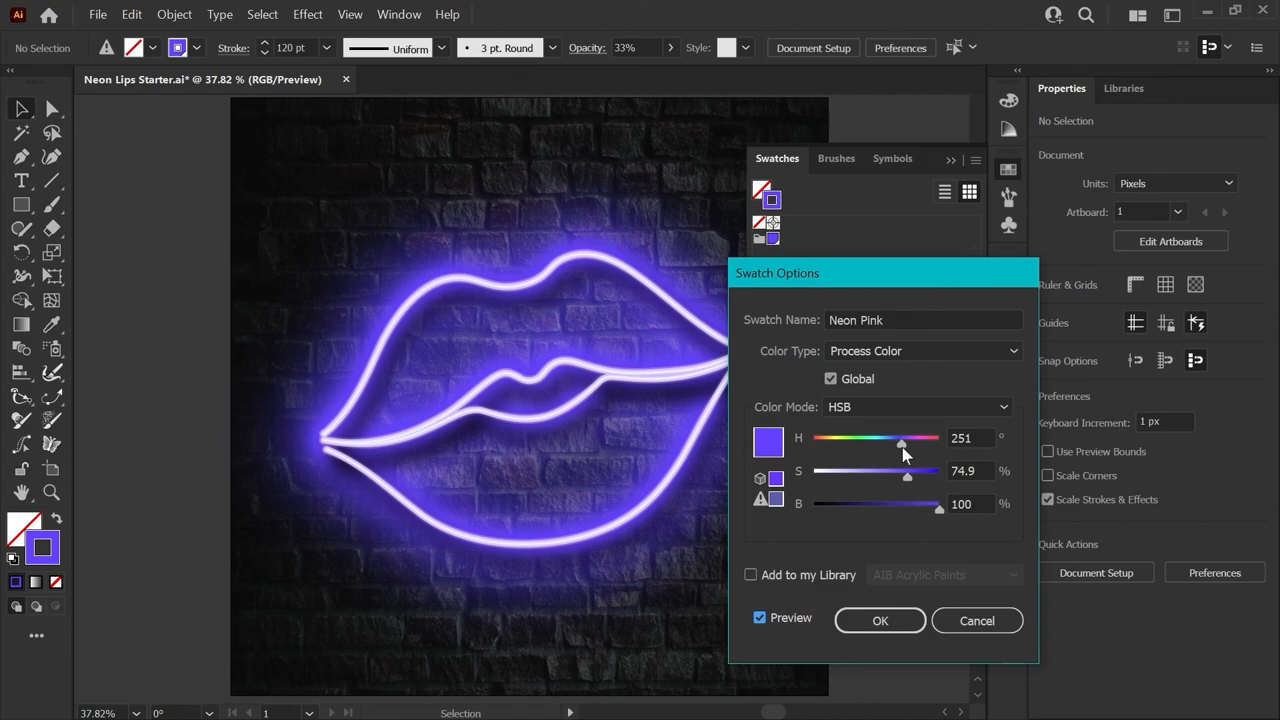 Ai File Edit Object Type Select Effect View Window Help
No Selection Stroke: 120 pt Uniform • 3 pt. Round Opacity: 33% Style: Document Setup Preferences
Neon Lips Starter.ai* @ 37.82 % (RGB/Preview) ×
Properties Libraries
No Selection
Document
Units: Pixels
Artboard: 1
Edit Artboards
Ruler & Grids
Guides
Snap Options
Preferences
Keyboard Increment: 1 px
Use Preview Bounds
Scale Corners
Scale Strokes & Effects
Quick Actions
Document Setup Preferences
Swatches Brushes Symbols
Swatch Options
Swatch Name: Neon Pink
Color Type: Process Color
Global
Color Mode: HSB
H 251 °
S 74.9 %
B 100 %
Add to my Library AIB Acrylic Paints
Preview OK Cancel
37.82% 0° 1 Selection